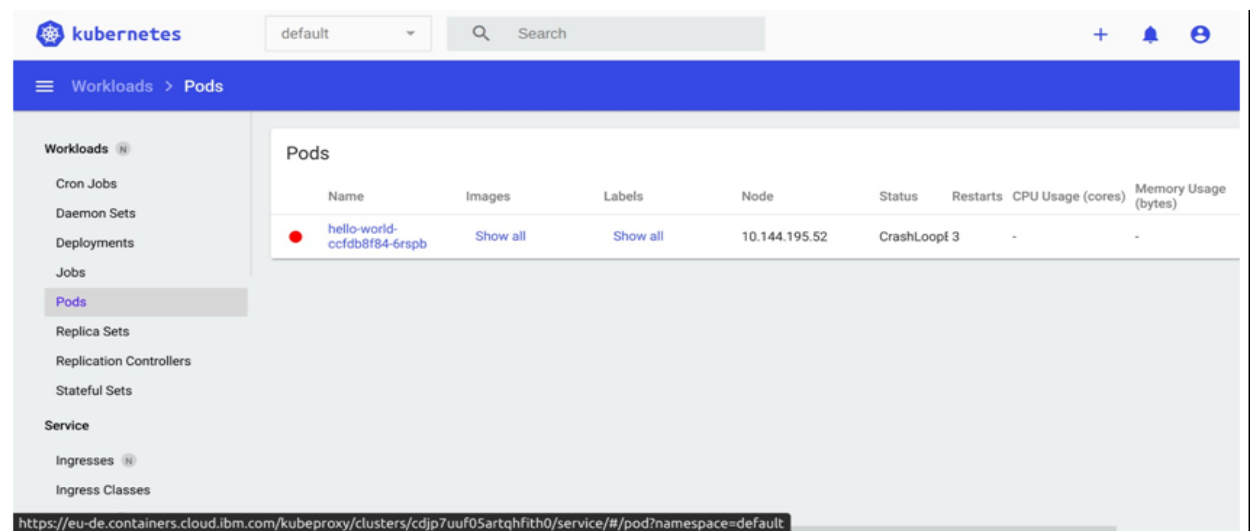 kubernetes
default
Search
+
Workloads > Pods
Workloads N
Cron Jobs
Daemon Sets
Deployments
Jobs
Pods
Replica Sets
Replication Controllers
Stateful Sets
Service
Ingresses N
Ingress Classes
Pods
Name Images Labels Node Status Restarts CPU Usage (cores) Memory Usage
(bytes)
hello-world-
ccfdb8f84-6rspb
Show all Show all 10.144.195.52 CrashLoopE 3 - -
https://eu-de.containers.cloud.ibm.com/kubeproxy/clusters/cdjp7uuf05artqhfith0/service/#/pod?namespace=default